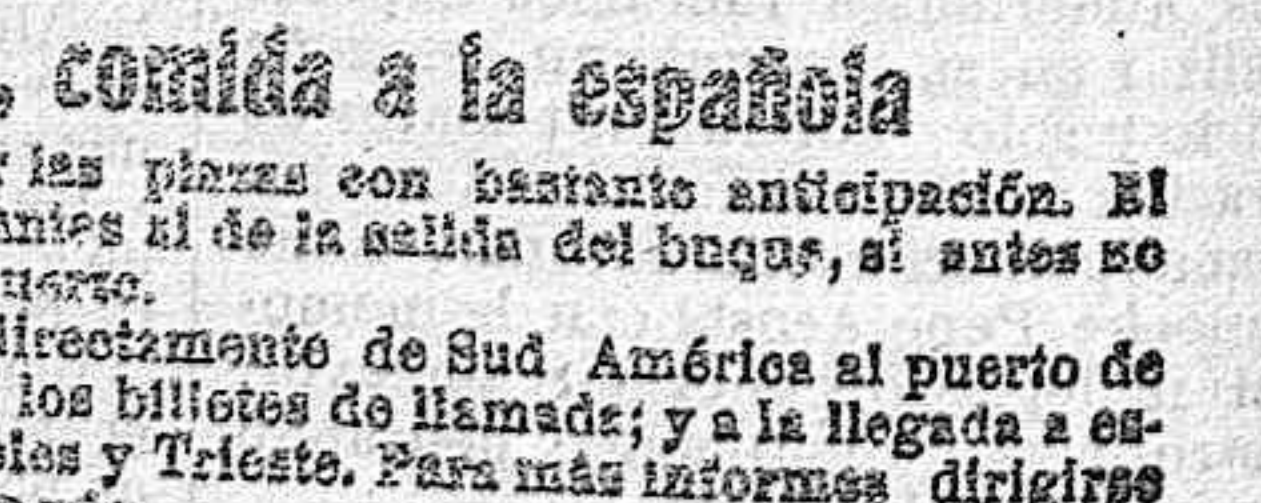 , comida a la española
las plazas con bastante anticipación. El
antes al de la salida del buque, si antes no
uerto.
directamente de Sud América al puerto de
los billetes de llamada; y a la llegada a es-
y Trieste. Para más informes dirigirse